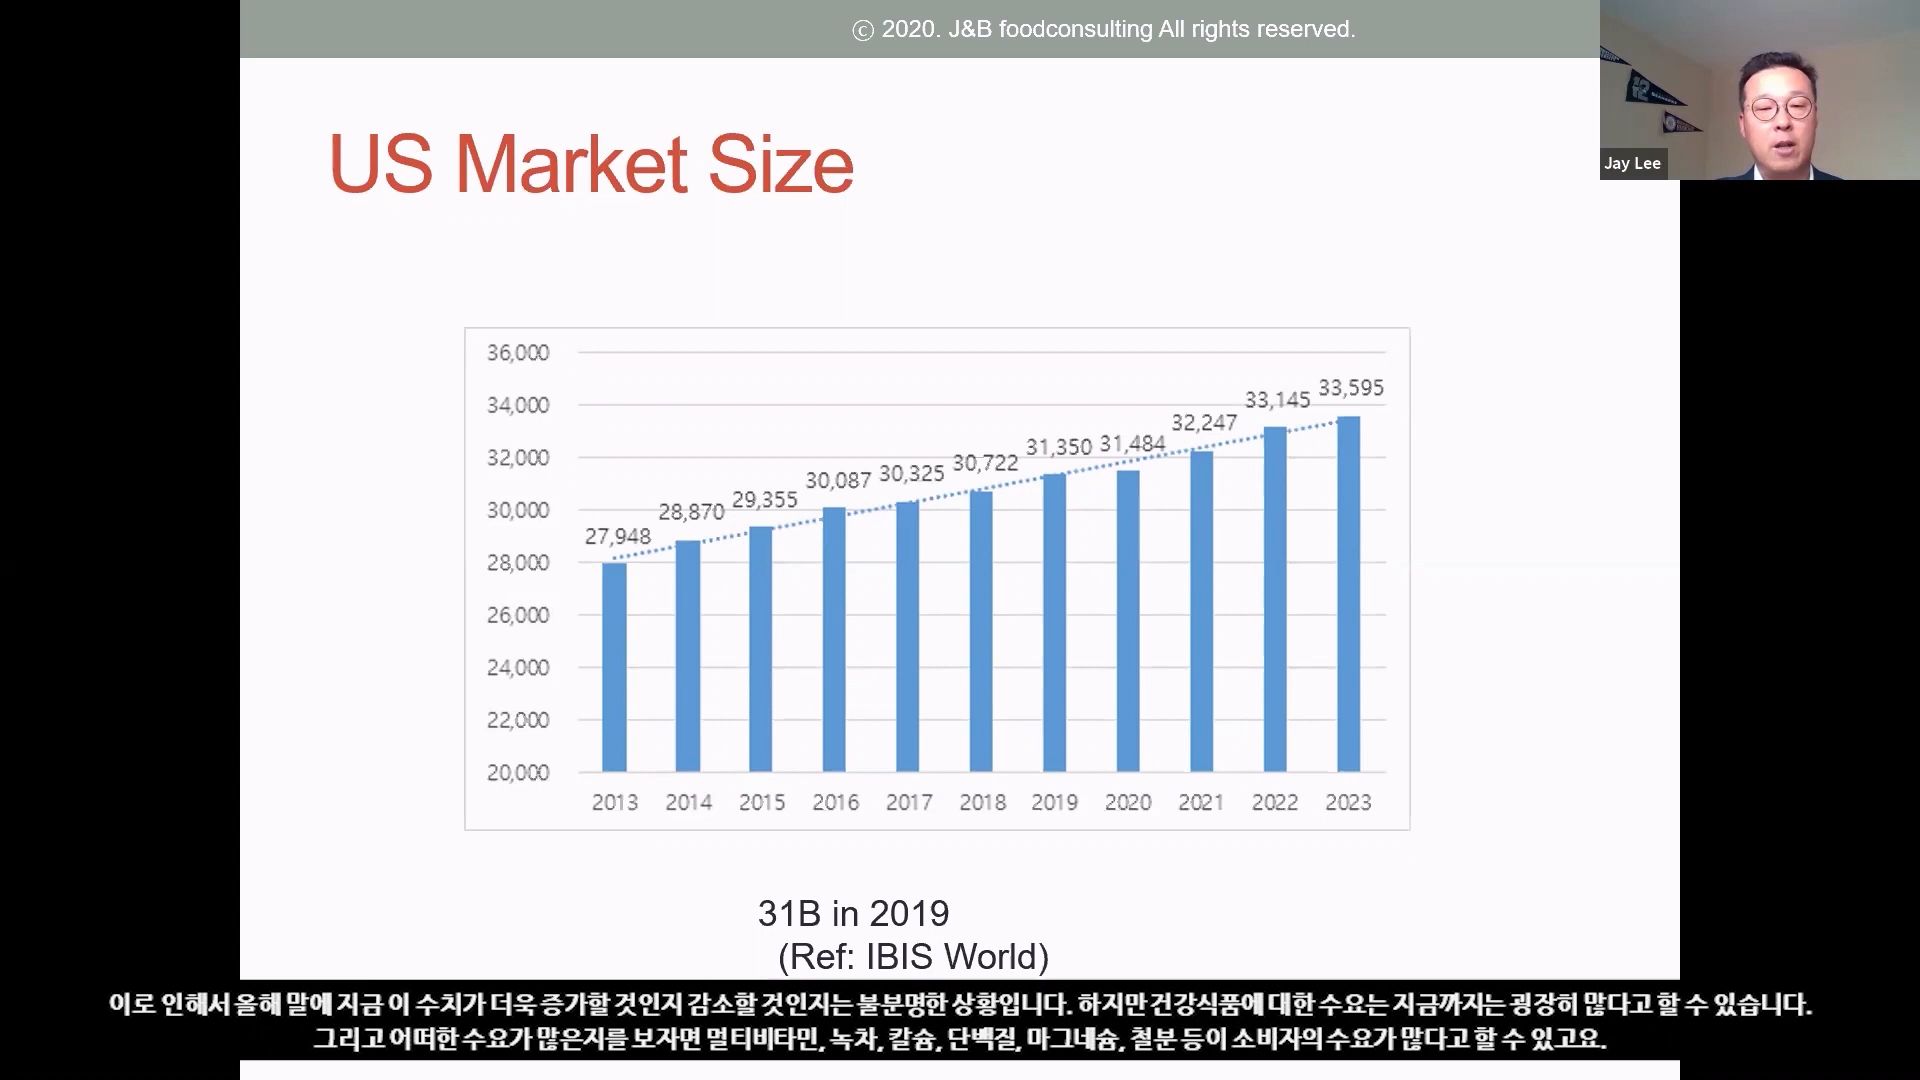 ⓒ 2020. J&B foodconsulting All rights reserved.
US Market Size
Jay Lee
36,000
34,000
32,000
30,000
28,000
26,000
24,000
22,000
20,000
27,948
28,870
29,355
30,087
30,325
30,722
31,350
31,484
32,247
33,145
33,595
2013 2014 2015 2016 2017 2018 2019 2020 2021 2022 2023
31B in 2019
(Ref: IBIS World)
이로 인해서 올해 말에 지금 이 수치가 더욱 증가할 것인지 감소할 것인지는 불분명한 상황입니다. 하지만 건강식품에 대한 수요는 지금까지는 굉장히 많다고 할 수 있습니다.
그리고 어떠한 수요가 많은지를 보자면 멀티비타민, 녹차, 칼슘, 단백질, 마그네슘, 철분 등이 소비자의 수요가 많다고 할 수 있고요.